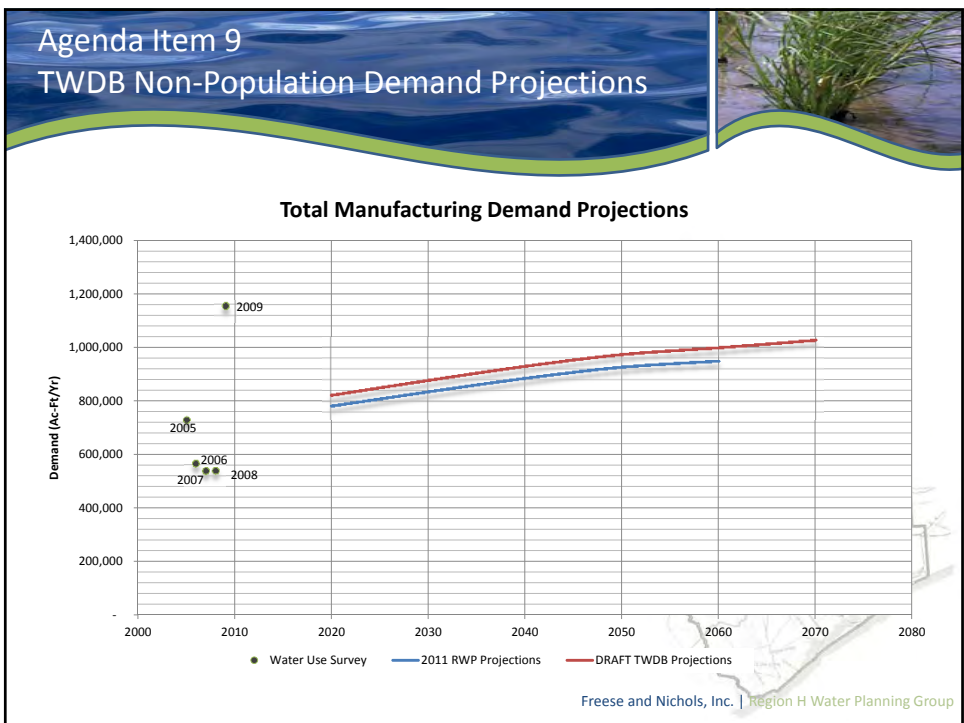 Agenda Item 9
TWDB Non-Population Demand Projections
Total Manufacturing Demand Projections
Demand (Ac-Ft/Yr)
1,400,000
1,200,000
1,000,000
800,000
600,000
400,000
200,000
-
2009
2005
2006
2007
2008
2000 2010 2020 2030 2040 2050 2060 2070 2080
Water Use Survey 2011 RWP Projections DRAFT TWDB Projections
Freese and Nichols, Inc. | Region H Water Planning Group